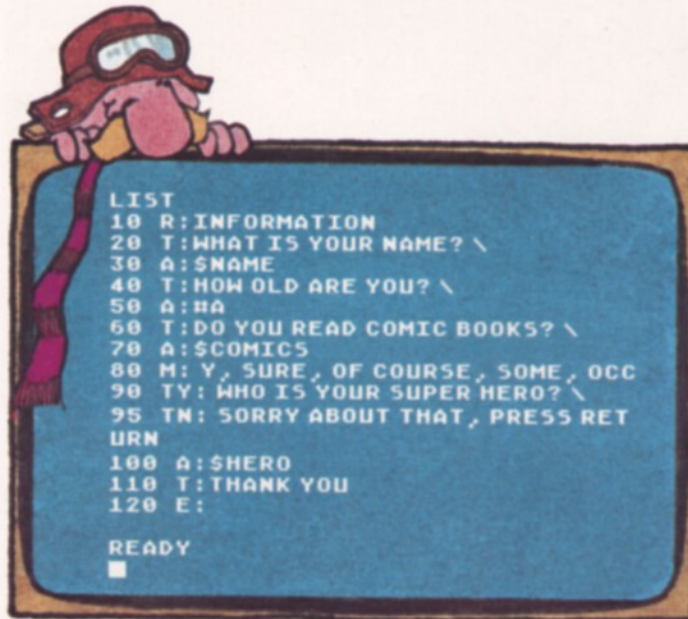 LIST
10 R:INFORMATION
20 T:WHAT IS YOUR NAME? \
30 A:$NAME
40 T:HOW OLD ARE YOU? \
50 A:#A
60 T:DO YOU READ COMIC BOOKS? \
70 A:$COMICS
80 M: Y, SURE, OF COURSE, SOME, OCC
90 TY: WHO IS YOUR SUPER HERO? \
95 TN: SORRY ABOUT THAT, PRESS RET
URN
100 A:$HERO
110 T:THANK YOU
120 E:
READY